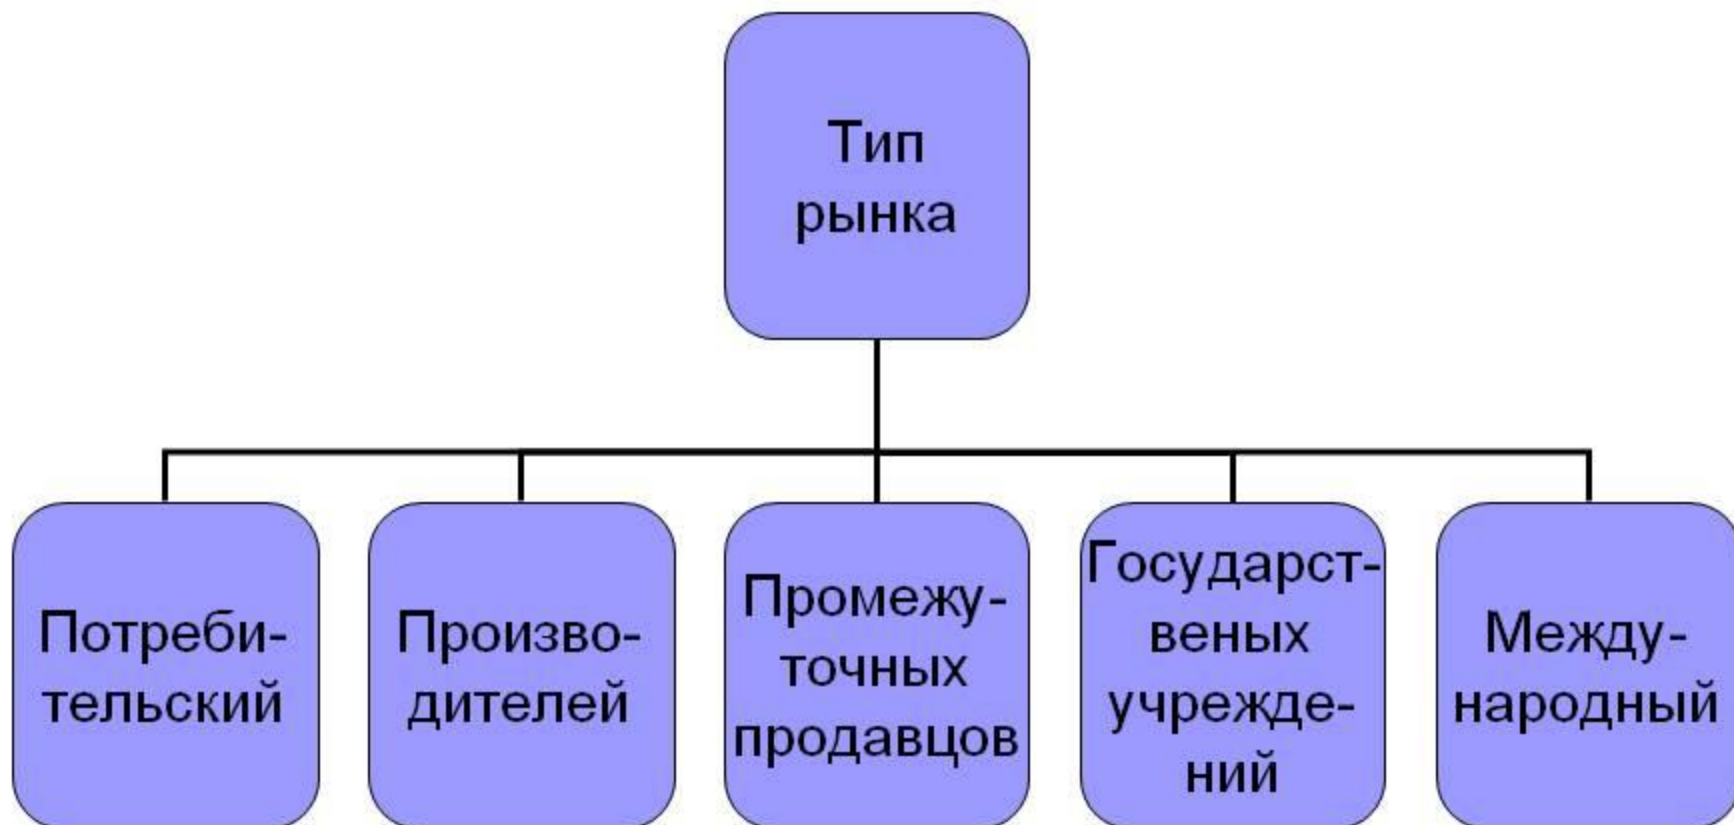 Тип
рынка
Потреби-
тельский
Произво-
дителей
Промежу-
точных
продавцов
Государст-
веных
учрежде-
ний
Между-
народный